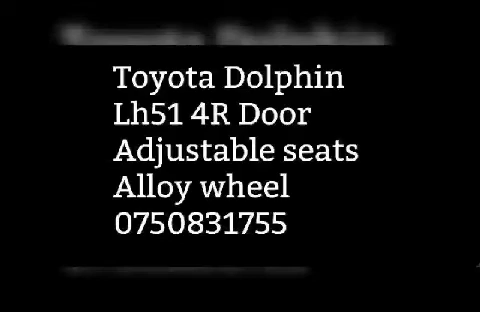 Toyota Dolphin
Lh51 4R Door
Adjustable seats
Alloy wheel
0750831755